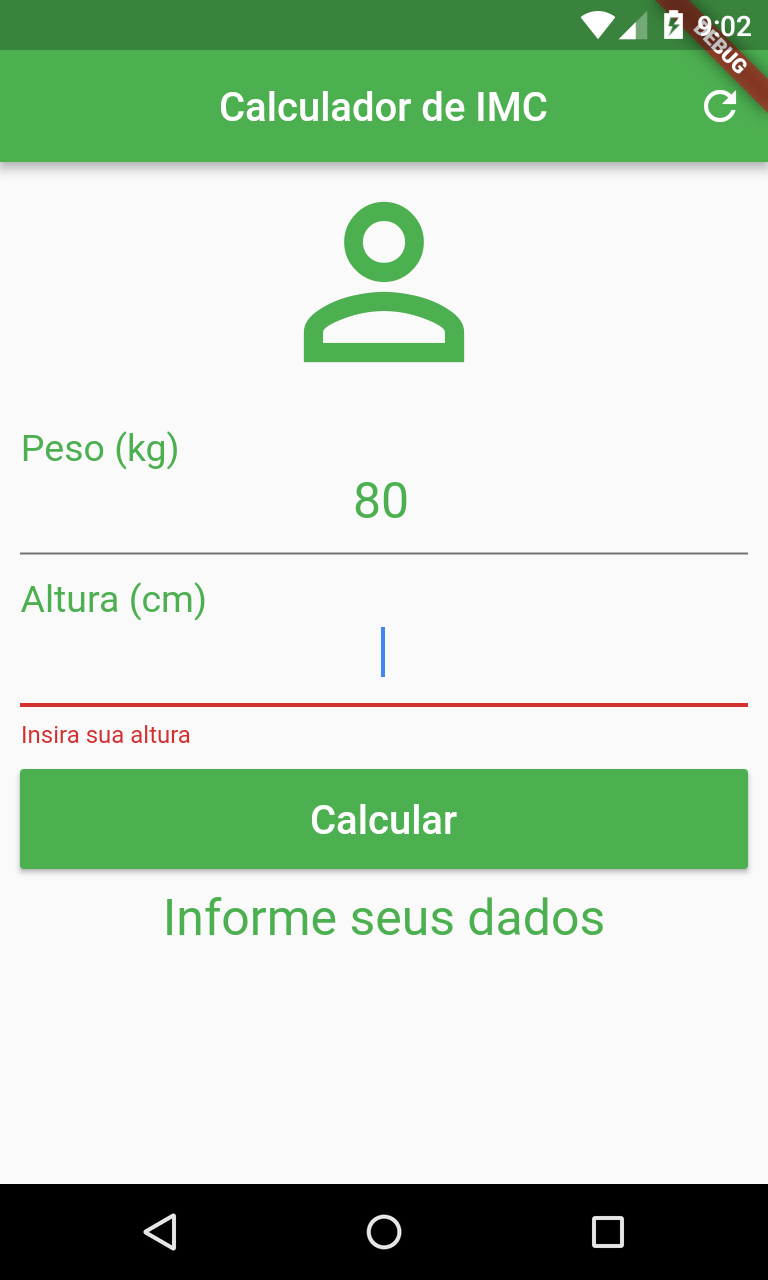 9:02
DEBUG
Calculador de IMC
Peso (kg)
80
Altura (cm)
Insira sua altura
Calcular
Informe seus dados